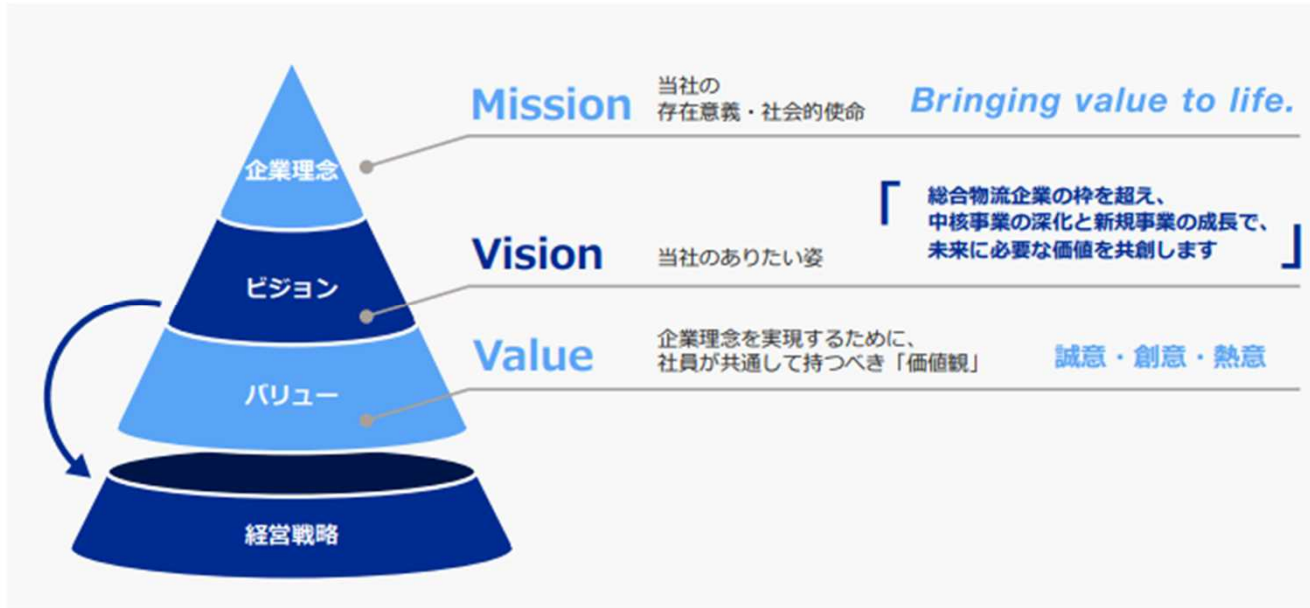 企業理念
ビジョン
バリュー
経営戦略
Mission
当社の
存在意義・社会的使命
Bringing value to life.
Vision
当社のありたい姿
「
総合物流企業の枠を超え、
中核事業の深化と新規事業の成長で、
未来に必要な価値を共創します
」
Value
企業理念を実現するために、
社員が共通して持つべき「価値観」
誠意・創意・熱意